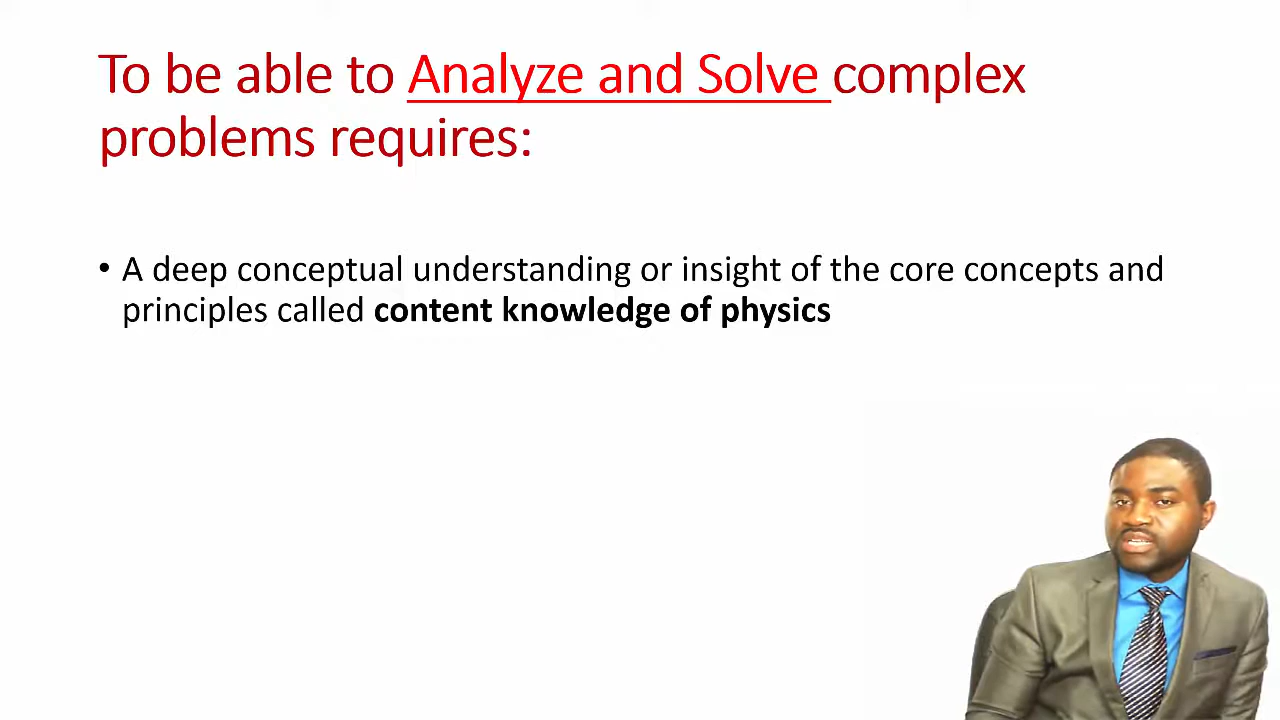 To be able to Analyze and Solve complex
problems requires:
• A deep conceptual understanding or insight of the core concepts and
principles called content knowledge of physics